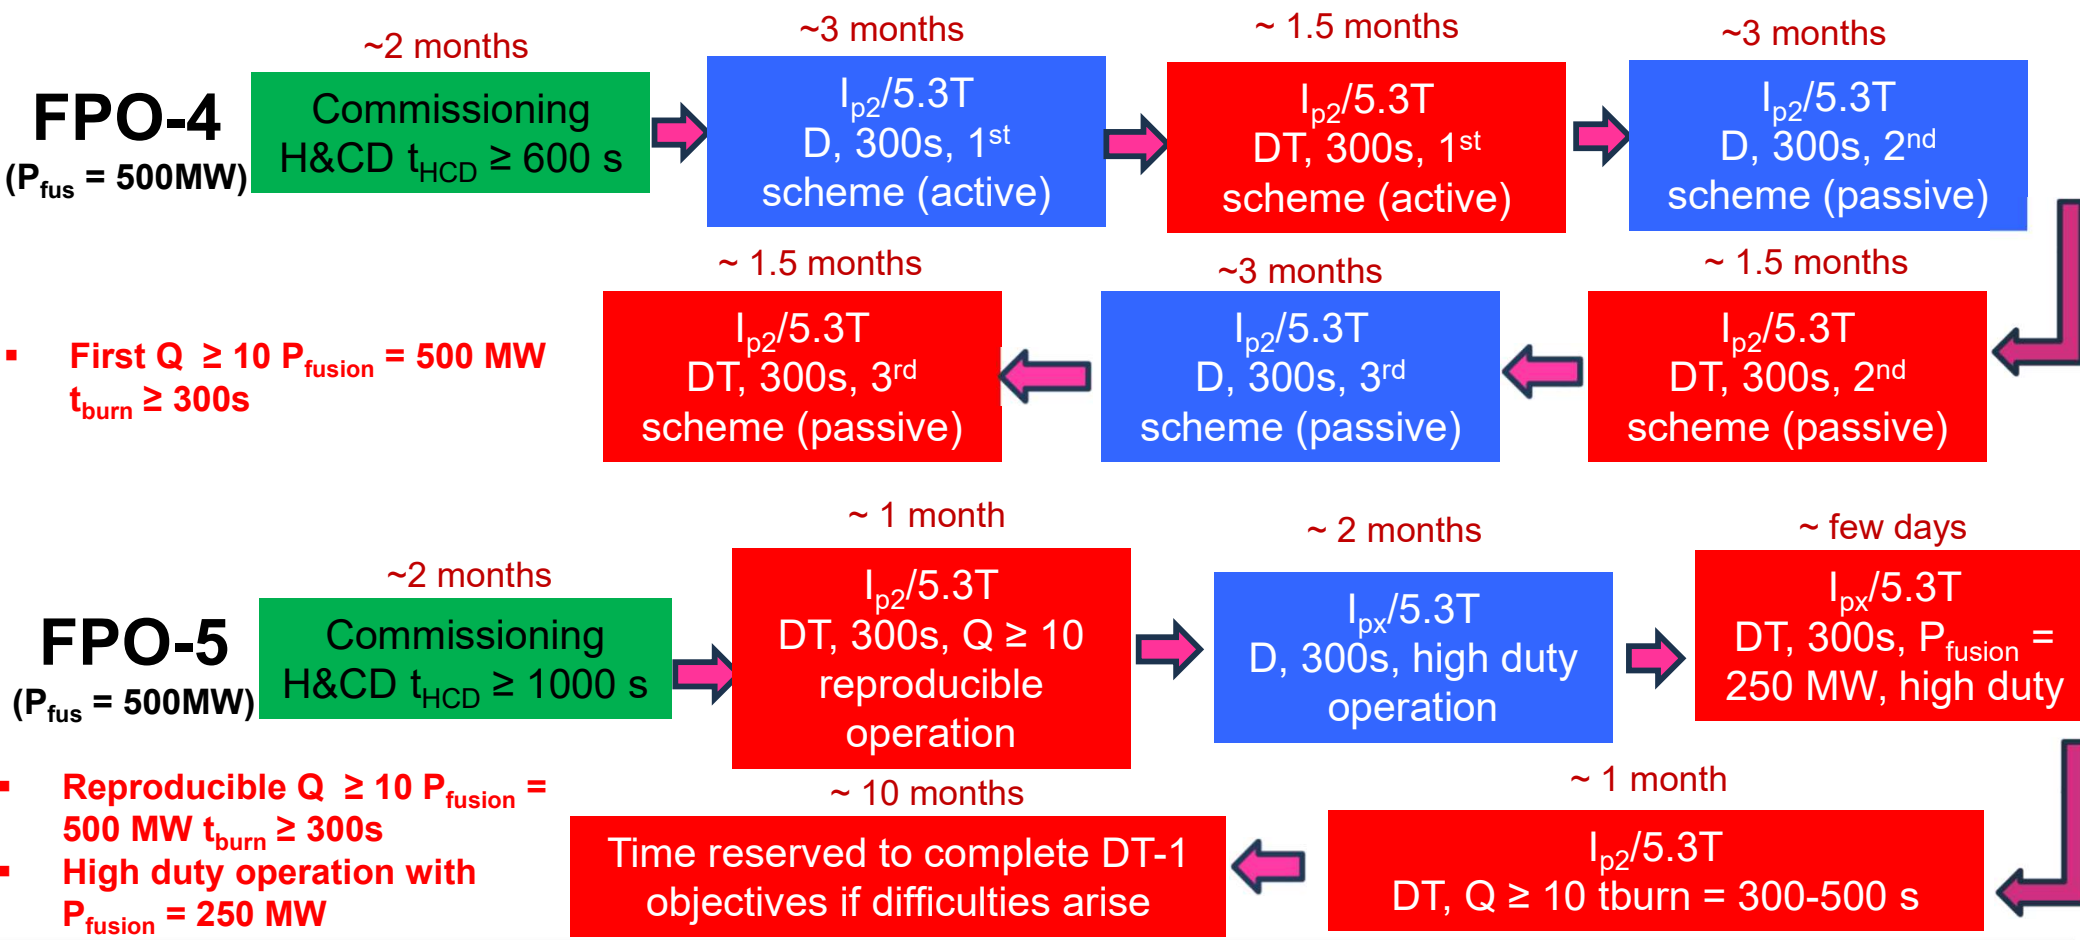 ~2 months
~3 months
~ 1.5 months
~3 months
FPO-4
(Pfus = 500MW)
Commissioning
H&CD tHCD ≥ 600 s
Ip2/5.3T
D, 300s, 1st
scheme (active)
Ip2/5.3T
DT, 300s, 1st
scheme (active)
Ip2/5.3T
D, 300s, 2nd
scheme (passive)
~ 1.5 months
~3 months
~ 1.5 months
▪ First Q ≥ 10 Pfusion = 500 MW
tburn ≥ 300s
Ip2/5.3T
DT, 300s, 3rd
scheme (passive)
Ip2/5.3T
D, 300s, 3rd
scheme (passive)
Ip2/5.3T
DT, 300s, 2nd
scheme (passive)
~2 months
~ 1 month
~ 2 months
~ few days
FPO-5
(Pfus = 500MW)
Commissioning
H&CD tHCD ≥ 1000 s
Ip2/5.3T
DT, 300s, Q ≥ 10
reproducible
operation
Ipx/5.3T
D, 300s, high duty
operation
Ipx/5.3T
DT, 300s, Pfusion =
250 MW, high duty
▪ Reproducible Q ≥ 10 Pfusion =
500 MW tburn ≥ 300s
▪ High duty operation with
Pfusion = 250 MW
~ 10 months
Time reserved to complete DT-1
objectives if difficulties arise
~ 1 month
Ip2/5.3T
DT, Q ≥ 10 tburn = 300-500 s